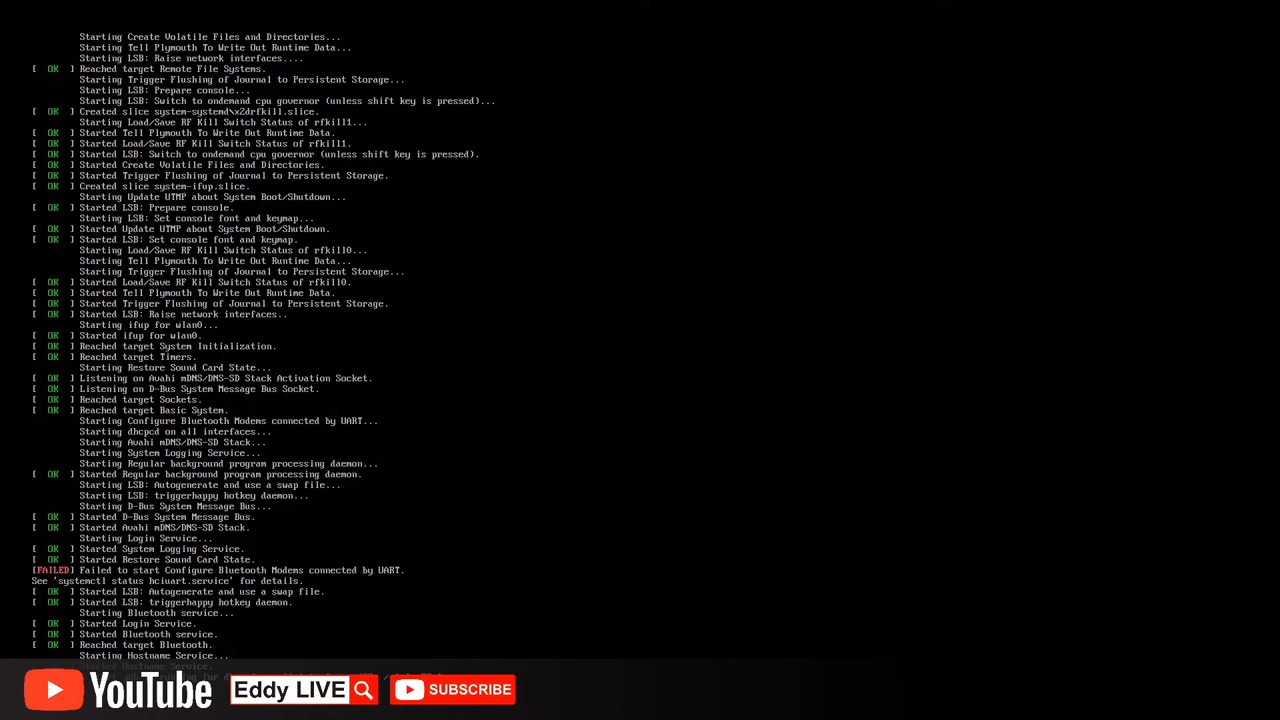 Starting Create Volatile Files and Directories...
Starting Tell Plymouth To Write Out Runtime Data...
Starting LSB: Raise network interfaces....
[  OK  ] Reached target Remote File Systems.
Starting Trigger Flushing of Journal to Persistent Storage...
Starting LSB: Prepare console...
Starting LSB: Switch to ondemand cpu governor (unless shift key is pressed)...
[  OK  ] Created slice system-systemd\x2drfkill.slice.
Starting Load/Save RF Kill Switch Status of rfkill1...
[  OK  ] Started Tell Plymouth To Write Out Runtime Data.
[  OK  ] Started Load/Save RF Kill Switch Status of rfkill1.
[  OK  ] Started LSB: Switch to ondemand cpu governor (unless shift key is pressed).
[  OK  ] Started Create Volatile Files and Directories.
[  OK  ] Started Trigger Flushing of Journal to Persistent Storage.
[  OK  ] Created slice system-ifup.slice.
Starting Update UTMP about System Boot/Shutdown...
[  OK  ] Started LSB: Prepare console.
Starting LSB: Set console font and keymap...
[  OK  ] Started Update UTMP about System Boot/Shutdown.
[  OK  ] Started LSB: Set console font and keymap.
Starting Load/Save RF Kill Switch Status of rfkill0...
Starting Tell Plymouth To Write Out Runtime Data...
Starting Trigger Flushing of Journal to Persistent Storage...
[  OK  ] Started Load/Save RF Kill Switch Status of rfkill0.
[  OK  ] Started Tell Plymouth To Write Out Runtime Data.
[  OK  ] Started Trigger Flushing of Journal to Persistent Storage.
[  OK  ] Started LSB: Raise network interfaces..
Starting ifup for wlan0...
[  OK  ] Started ifup for wlan0.
[  OK  ] Reached target System Initialization.
[  OK  ] Reached target Timers.
Starting Restore Sound Card State...
[  OK  ] Listening on Avahi mDNS/DNS-SD Stack Activation Socket.
[  OK  ] Listening on D-Bus System Message Bus Socket.
[  OK  ] Reached target Sockets.
[  OK  ] Reached target Basic System.
Starting Configure Bluetooth Modems connected by UART...
Starting dhcpcd on all interfaces...
Starting Avahi mDNS/DNS-SD Stack...
Starting System Logging Service...
Starting Regular background program processing daemon...
[  OK  ] Started Regular background program processing daemon.
Starting LSB: Autogenerate and use a swap file...
Starting LSB: triggerhappy hotkey daemon...
Starting D-Bus System Message Bus...
[  OK  ] Started D-Bus System Message Bus.
[  OK  ] Started Avahi mDNS/DNS-SD Stack.
Starting Login Service...
[  OK  ] Started System Logging Service.
[  OK  ] Started Restore Sound Card State.
[FAILED] Failed to start Configure Bluetooth Modems connected by UART.
See 'systemctl status hciuart.service' for details.
[  OK  ] Started LSB: Autogenerate and use a swap file.
[  OK  ] Started LSB: triggerhappy hotkey daemon.
Starting Bluetooth service...
[  OK  ] Started Login Service.
[  OK  ] Started Bluetooth service.
[  OK  ] Reached target Bluetooth.
Starting Hostname Service...
Started Hostname Service.
YouTube
Eddy LIVE
SUBSCRIBE